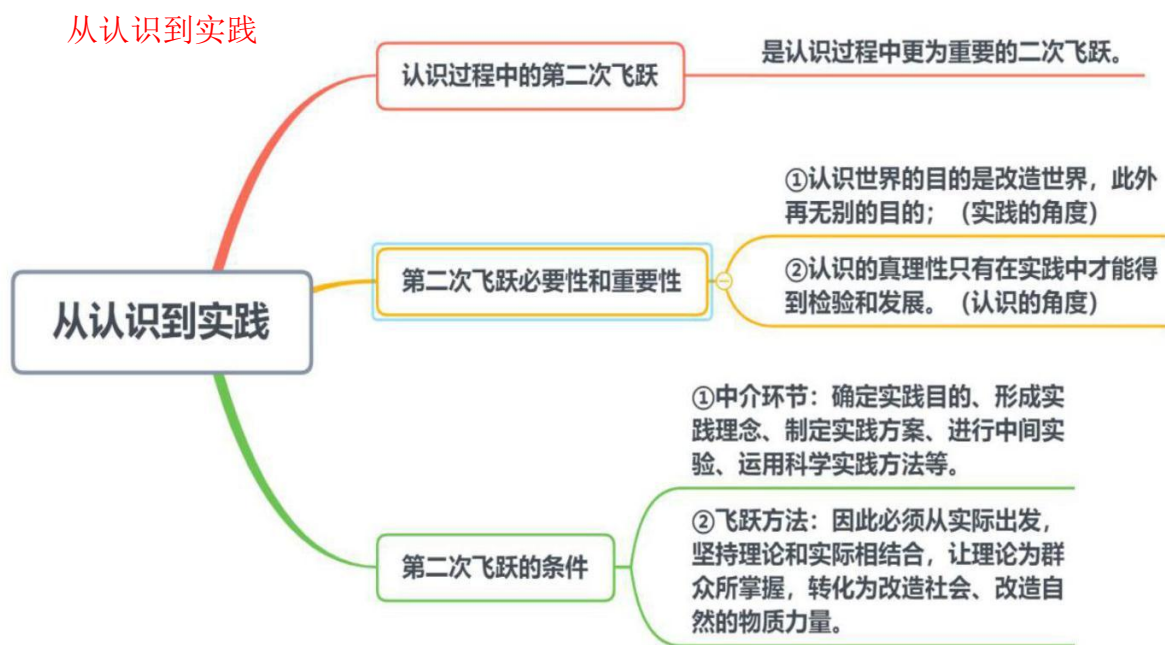 从认识到实践
认识过程中的第二次飞跃
是认识过程中更为重要的二次飞跃。
从认识到实践
第二次飞跃必要性和重要性
①认识世界的目的是改造世界，此外
再无别的目的；（实践的角度）
②认识的真理性只有在实践中才能得
到检验和发展。（认识的角度）
第二次飞跃的条件
①中介环节：确定实践目的、形成实
践理念、制定实践方案、进行中间实
验、运用科学实践方法等。
②飞跃方法：因此必须从实际出发，
坚持理论和实际相结合，让理论为群
众所掌握，转化为改造社会、改造自
然的物质力量。